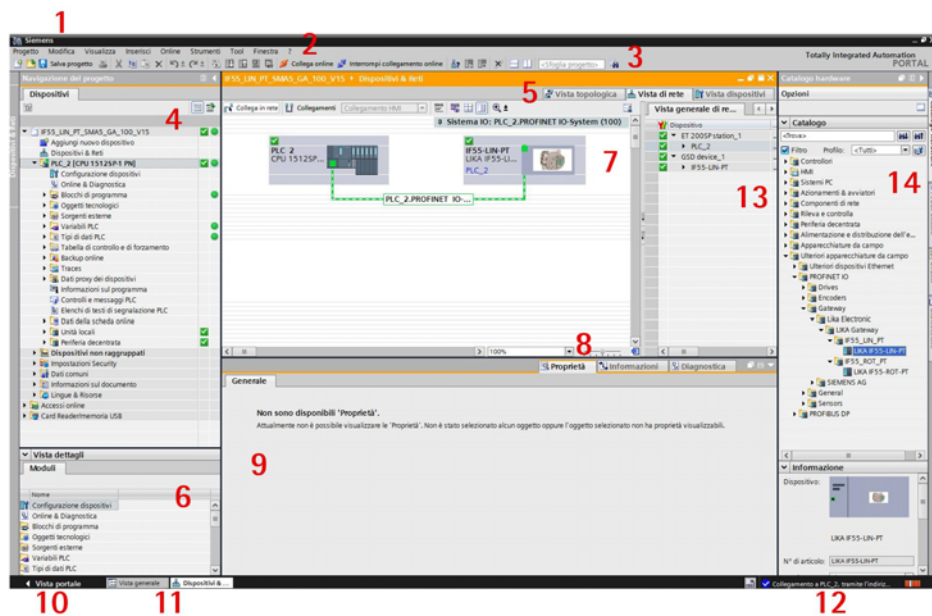 1
Siemens
Progetto Modifica Visualizza Inserisci Online Strumenti Tool Finestra ? 2
Totally Integrated Automation
PORTAL
Salva progetto Collega online Interrompi collegamento online <Sfoglia progetto> 3
Navigazione del progetto
IF55_LIN_PT_SMAS_GA_100_V15 Dispositivi & Reti
Catalogo hardware
Dispositivi
5 Vista topologica Vista di rete Vista dispositivi
Opzioni
Collega in rete Collegamenti Collegamento HMI
Vista generale di re...
4
Sistema IO: PLC_2.PROFINET IO-System (100)
PLC 2
CPU 1512SP...
IF55-LIN-PT
LIKA IF55-LI...
PLC_2
7
PLC_2.PROFINET IO-...
Dispositivo
ET 200SP station_1
PLC_2
GSD device_1
IF55-LIN-PT
13
Catalogo
<Trova>
Filtro Profilo: <Tutti>
14
Controllori
HMI
Sistemi PC
Azionamenti & avviatori
Componenti di rete
Rileva e controlla
Periferia decentrata
Alimentazione e distribuzione dell'e...
Apparecchiature da campo
Ulteriori apparecchiature da campo
Ulteriori dispositivi Ethernet
PROFINET IO
Drives
Encoders
Gateway
Lika Electronic
LIKA Gateway
IF55_LIN_PT
LIKA IF55-LIN-PT
IF55_ROT_PT
LIKA IF55-ROT-PT
SIEMENS AG
General
Sensors
PROFIBUS DP
Dispositivi & Reti
IF55_LIN_PT_SMAS_GA_100_V15
Aggiungi nuovo dispositivo
Dispositivi & Reti
PLC_2 [CPU 1512SP-1 PN]
Configurazione dispositivi
Online & Diagnostica
Blocchi di programma
Oggetti tecnologici
Sorgenti esterne
Variabili PLC
Tipi di dati PLC
Tabella di controllo e di forzamento
Backup online
Traces
Dati proxy dei dispositivi
Informazioni sul programma
Controlli e messaggi PLC
Elenchi di testi di segnalazione PLC
Dati della scheda online
Unità locali
Periferia decentrata
Dispositivi non raggruppati
Impostazioni Security
Dati comuni
Informazioni sul documento
Lingue & Risorse
Accessi online
Card Reader/memoria USB
100%
8
Proprietà Informazioni Diagnostica
Generale
Non sono disponibili 'Proprietà'.
Attualmente non è possibile visualizzare le 'Proprietà'. Non è stato selezionato alcun oggetto oppure l'oggetto selezionato non ha proprietà visualizzabili.
9
Vista dettagli
Moduli
6
Nome
Configurazione dispositivi
Online & Diagnostica
Blocchi di programma
Oggetti tecnologici
Sorgenti esterne
Variabili PLC
Tipi di dati PLC
Informazione
Dispositivo:
LIKA IF55-LIN-PT
N° di articolo: LIKA IF55-LIN-PT
Vista portale Vista generale Dispositivi & ...
Collegamento a PLC_2, tramite l'indiriz...
10 11 12